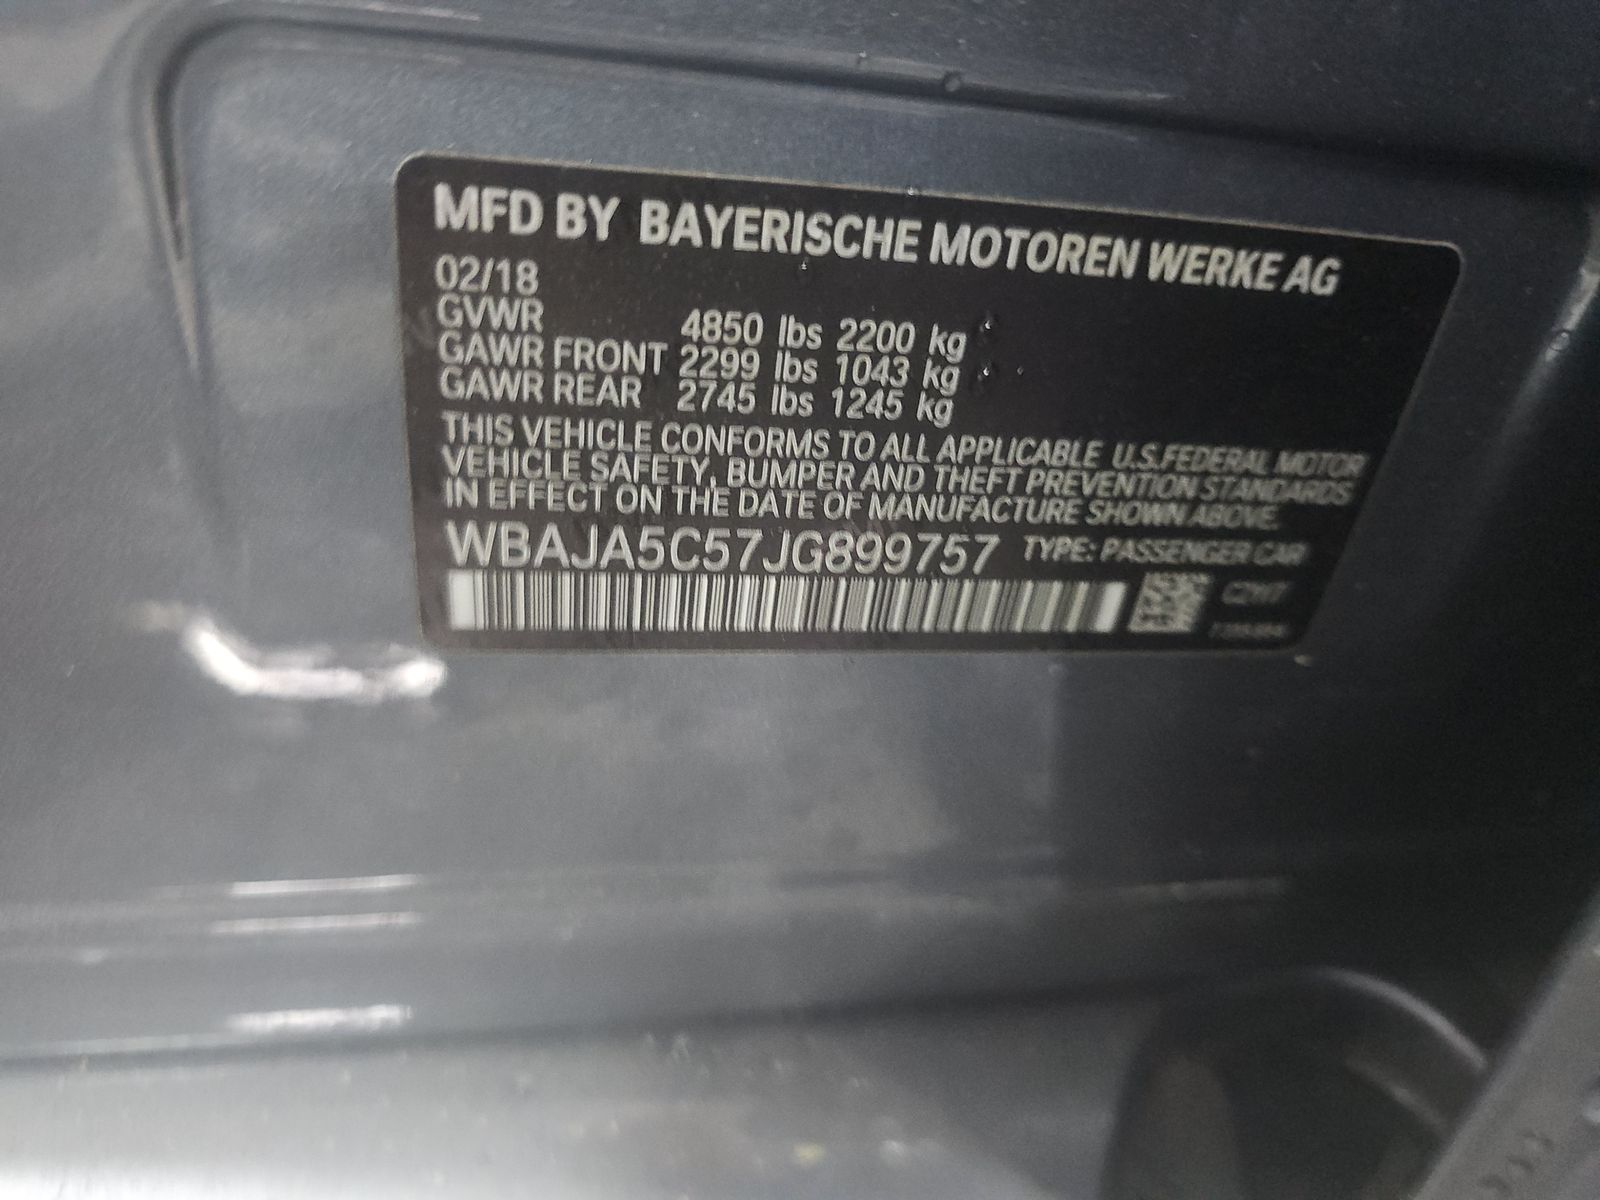 MFD BY BAYERISCHE MOTOREN WERKE AG
02/18
GVWR 4850 lbs 2200 kg
GAWR FRONT 2299 lbs 1043 kg
GAWR REAR 2745 lbs 1245 kg
THIS VEHICLE CONFORMS TO ALL APPLICABLE U.S.FEDERAL MOTOR
VEHICLE SAFETY, BUMPER AND THEFT PREVENTION STANDARDS
IN EFFECT ON THE DATE OF MANUFACTURE SHOWN ABOVE.
WBAJA5C57JG899757 TYPE: PASSENGER CAR